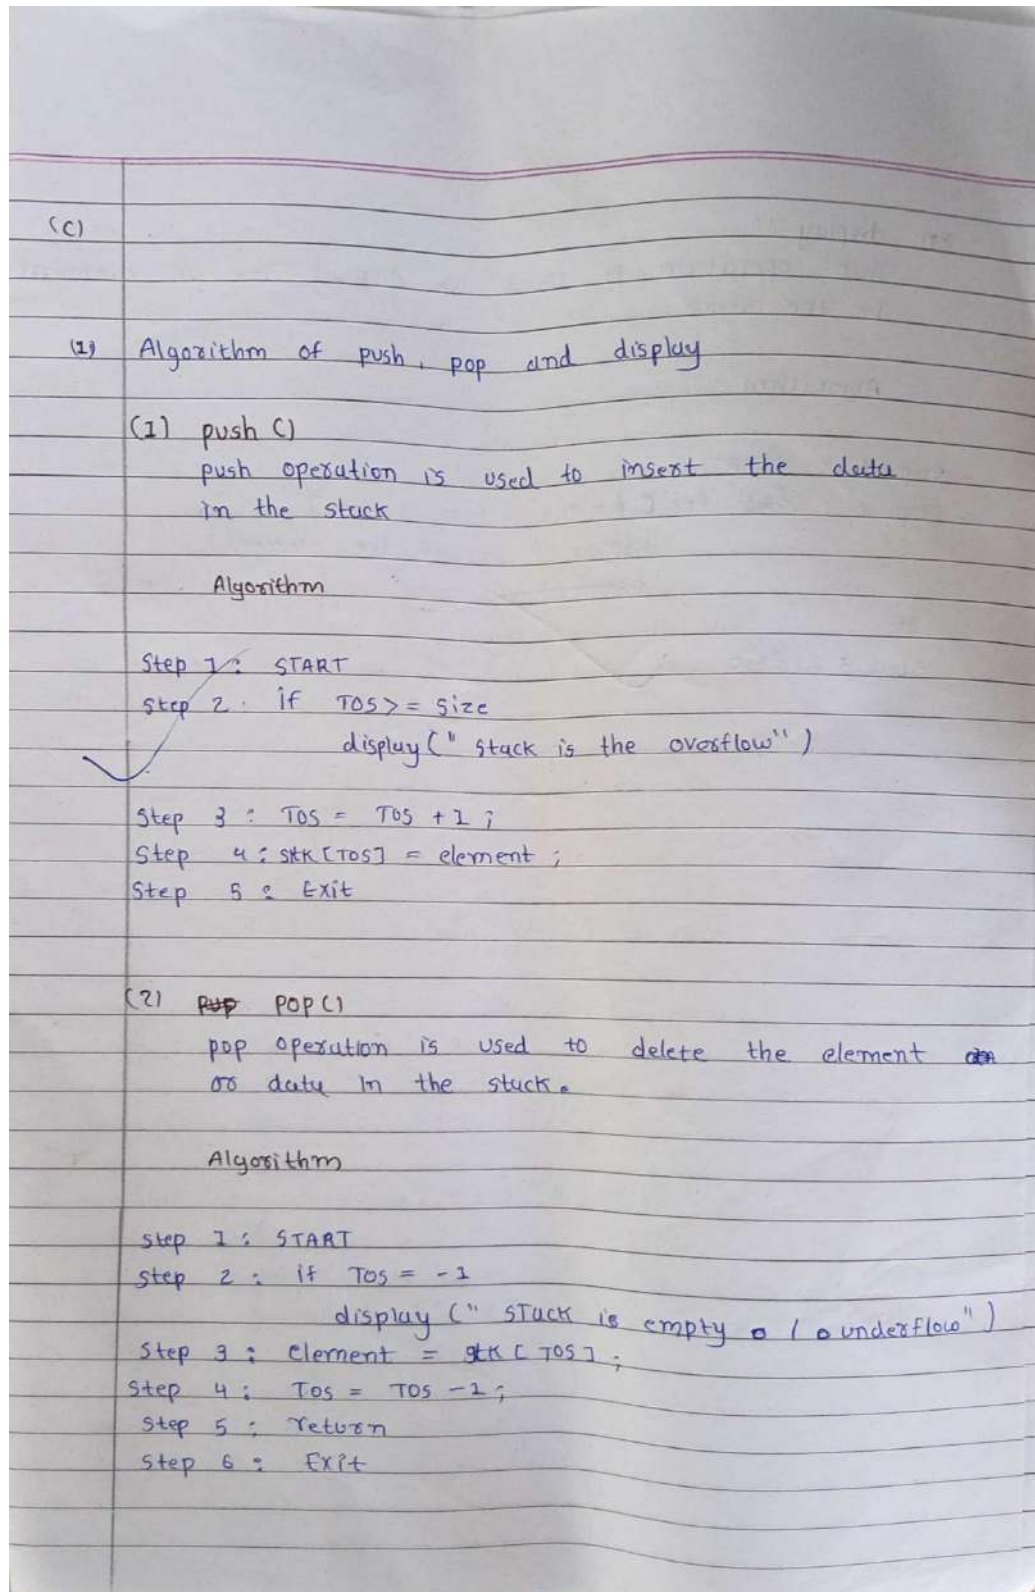 (C)
(1) Algorithm of push, pop and display
(1) push ()
push operation is used to insert the data
in the stack
Algorithm
Step 1: START
Step 2. if TOS >= Size
display (" stack is the overflow" )
Step 3 : TOS = TOS + 1 ;
Step 4 : stk [TOS] = element ;
Step 5 : Exit
(2) POP ()
pop operation is used to delete the element
or data in the stack.
Algorithm
Step 1 : START
Step 2 : if TOS = -1
display (" Stack is empty / underflow" )
Step 3 : element = stk [ TOS ] ;
Step 4 : TOS = TOS -1 ;
Step 5 : return
Step 6 : Exit